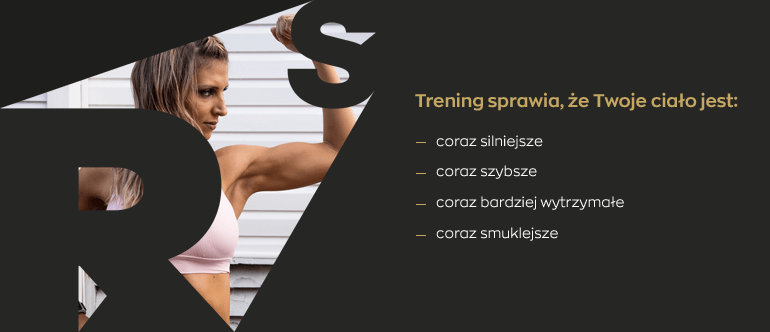 S
R
Trening sprawia, że Twoje ciało jest:
— coraz silniejsze
— coraz szybsze
— coraz bardziej wytrzymałe
— coraz smuklejsze